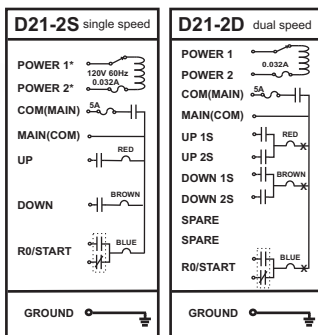 D21-2S single speed
POWER 1*
120V 60Hz
0.032A
POWER 2*
COM(MAIN) 5A
MAIN(COM)
UP RED
DOWN BROWN
R0/START BLUE
GROUND
D21-2D dual speed
POWER 1
0.032A
POWER 2
COM(MAIN) 5A
MAIN(COM)
UP 1S RED
UP 2S
DOWN 1S BROWN
DOWN 2S
SPARE
SPARE
R0/START BLUE
GROUND